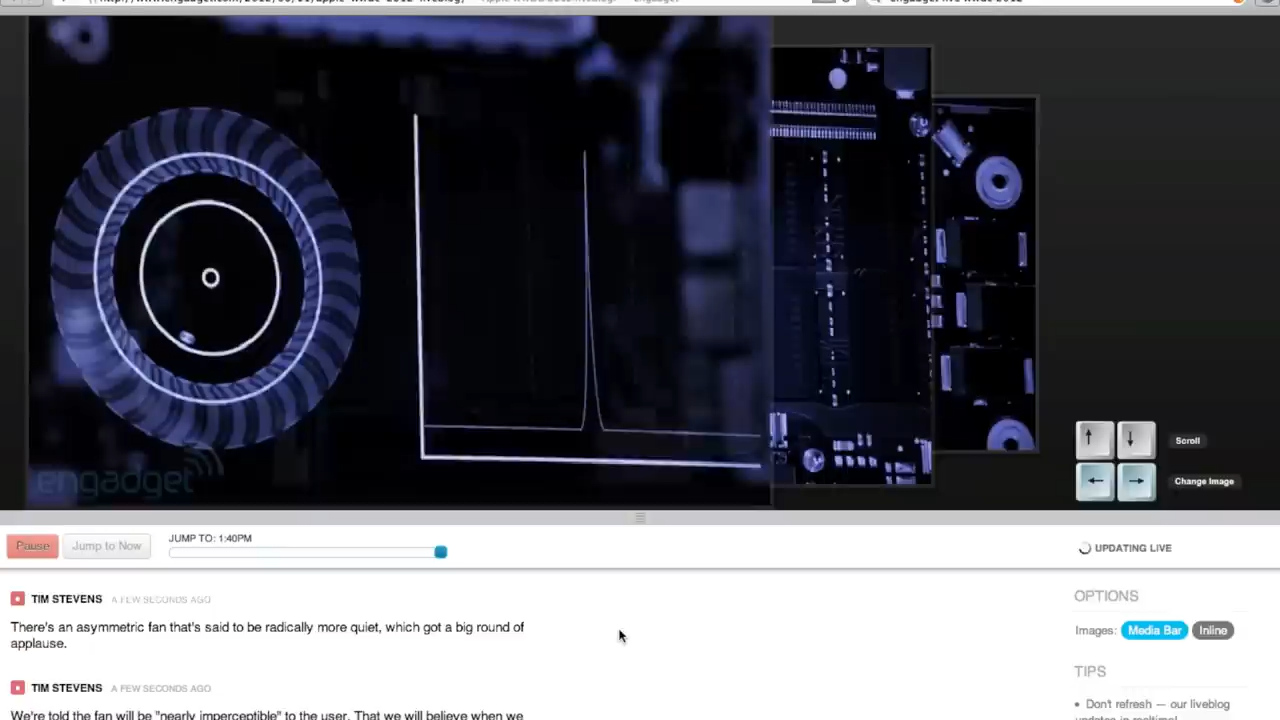 engadget
Scroll
Change Image
Pause
Jump to Now
JUMP TO: 1:40PM
UPDATING LIVE
TIM STEVENS A FEW SECONDS AGO
There's an asymmetric fan that's said to be radically more quiet, which got a big round of
applause.
TIM STEVENS A FEW SECONDS AGO
We're told the fan will be "nearly imperceptible" to the user. That we will believe when we
OPTIONS
Images: Media Bar Inline
TIPS
• Don't refresh — our liveblog
updates in realtime!